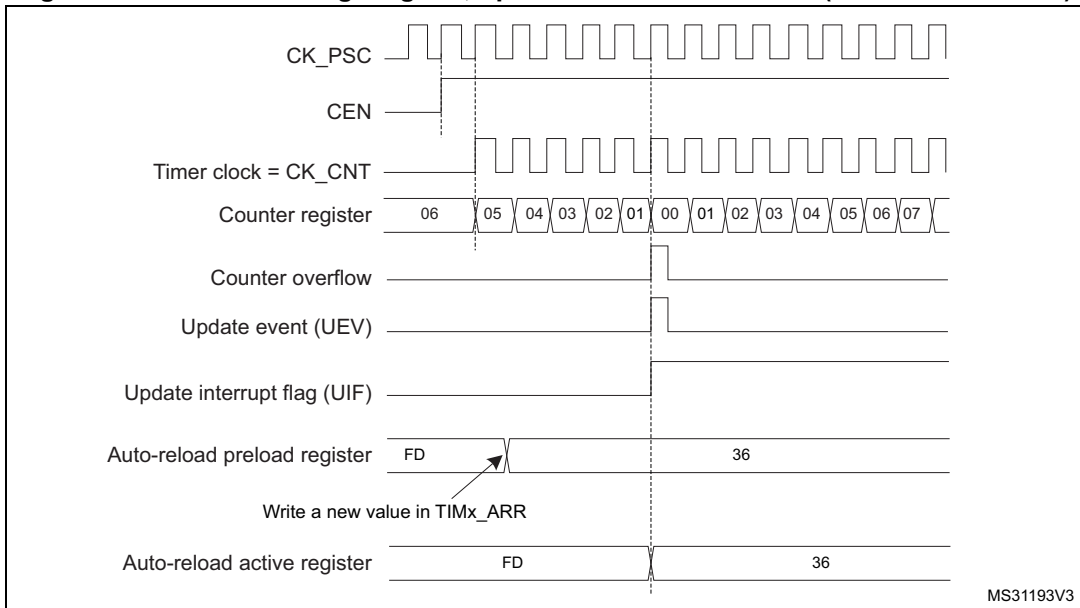 CK_PSC
CEN
Timer clock = CK_CNT
Counter register 06 05 04 03 02 01 00 01 02 03 04 05 06 07
Counter overflow
Update event (UEV)
Update interrupt flag (UIF)
Auto-reload preload register FD 36
Write a new value in TIMx_ARR
Auto-reload active register FD 36
MS31193V3